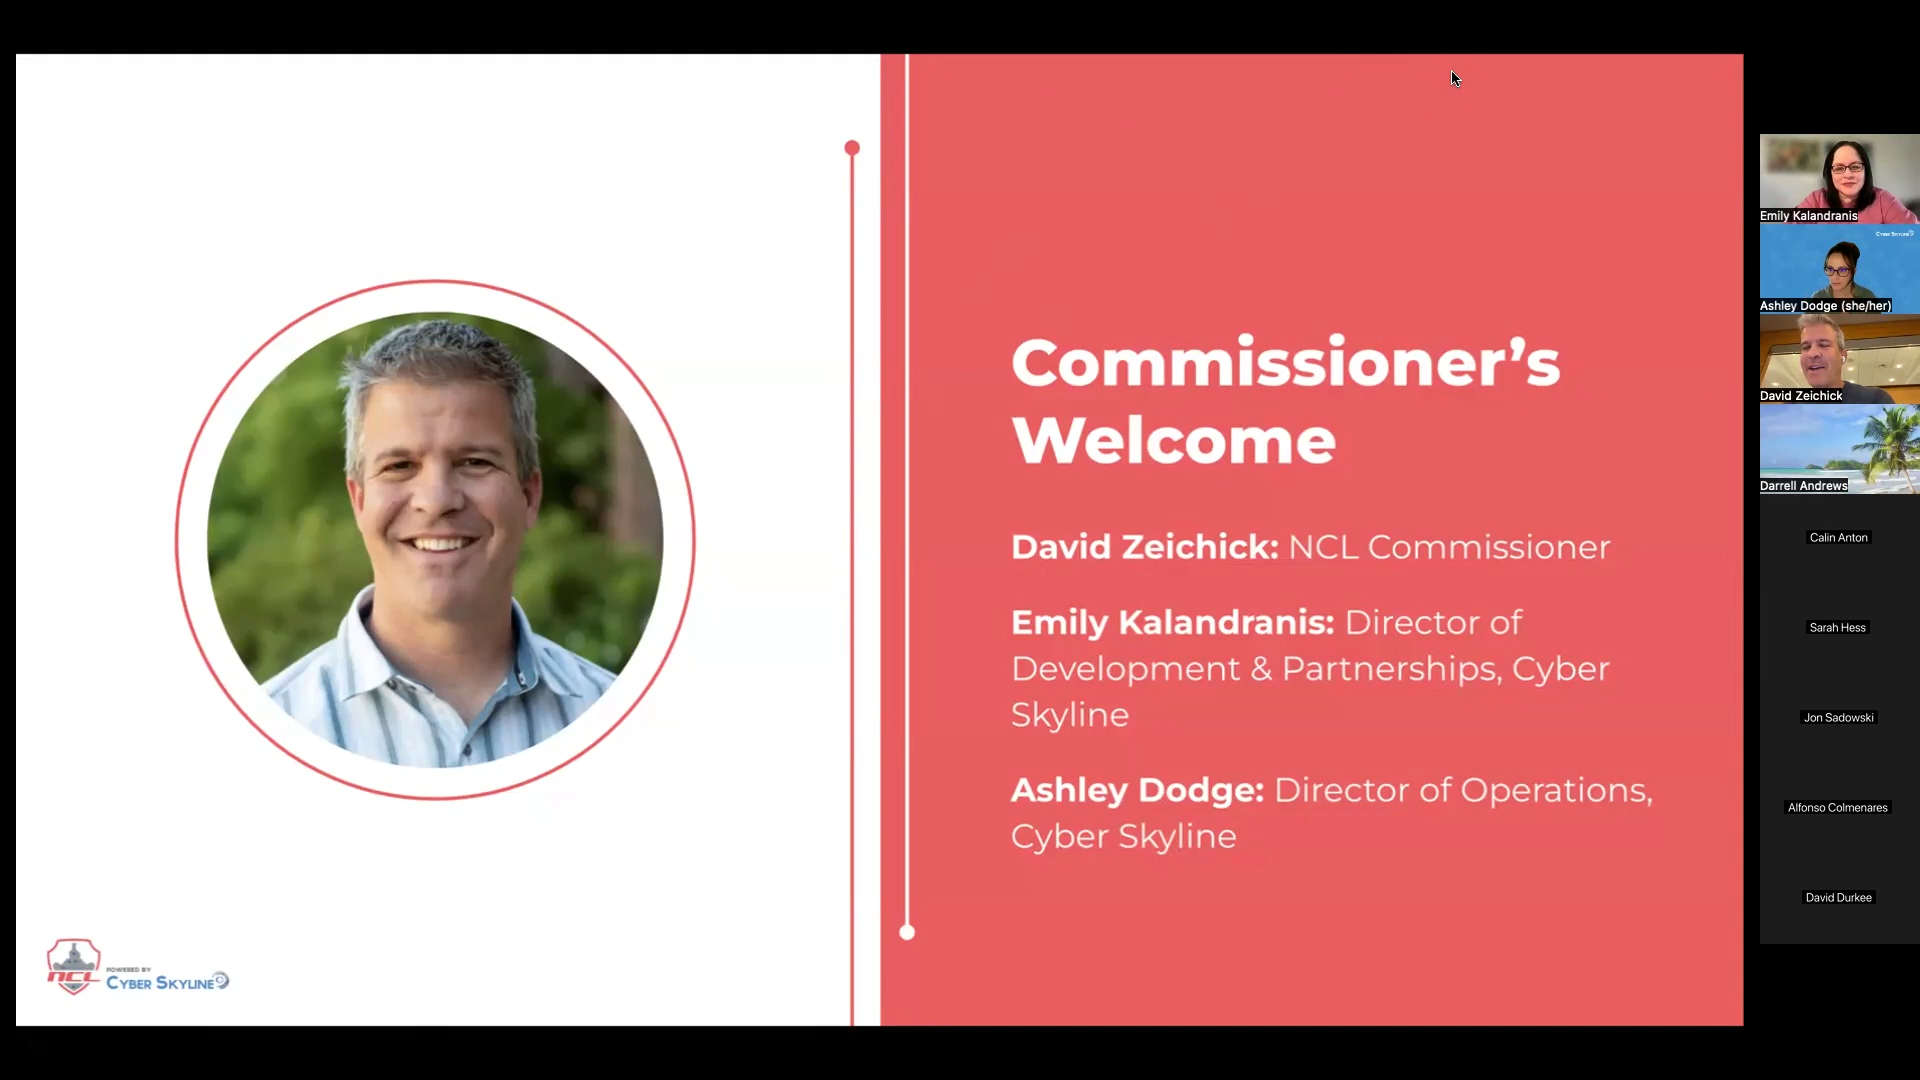 Commissioner’s
Welcome
David Zeichick: NCL Commissioner
Emily Kalandranis: Director of
Development & Partnerships, Cyber
Skyline
Ashley Dodge: Director of Operations,
Cyber Skyline
NCL
POWERED BY
CYBER SKYLINE
Emily Kalandranis
CYBER SKYLINE
Ashley Dodge (she/her)
David Zeichick
Darrell Andrews
Calin Anton
Sarah Hess
Jon Sadowski
Alfonso Colmenares
David Durkee